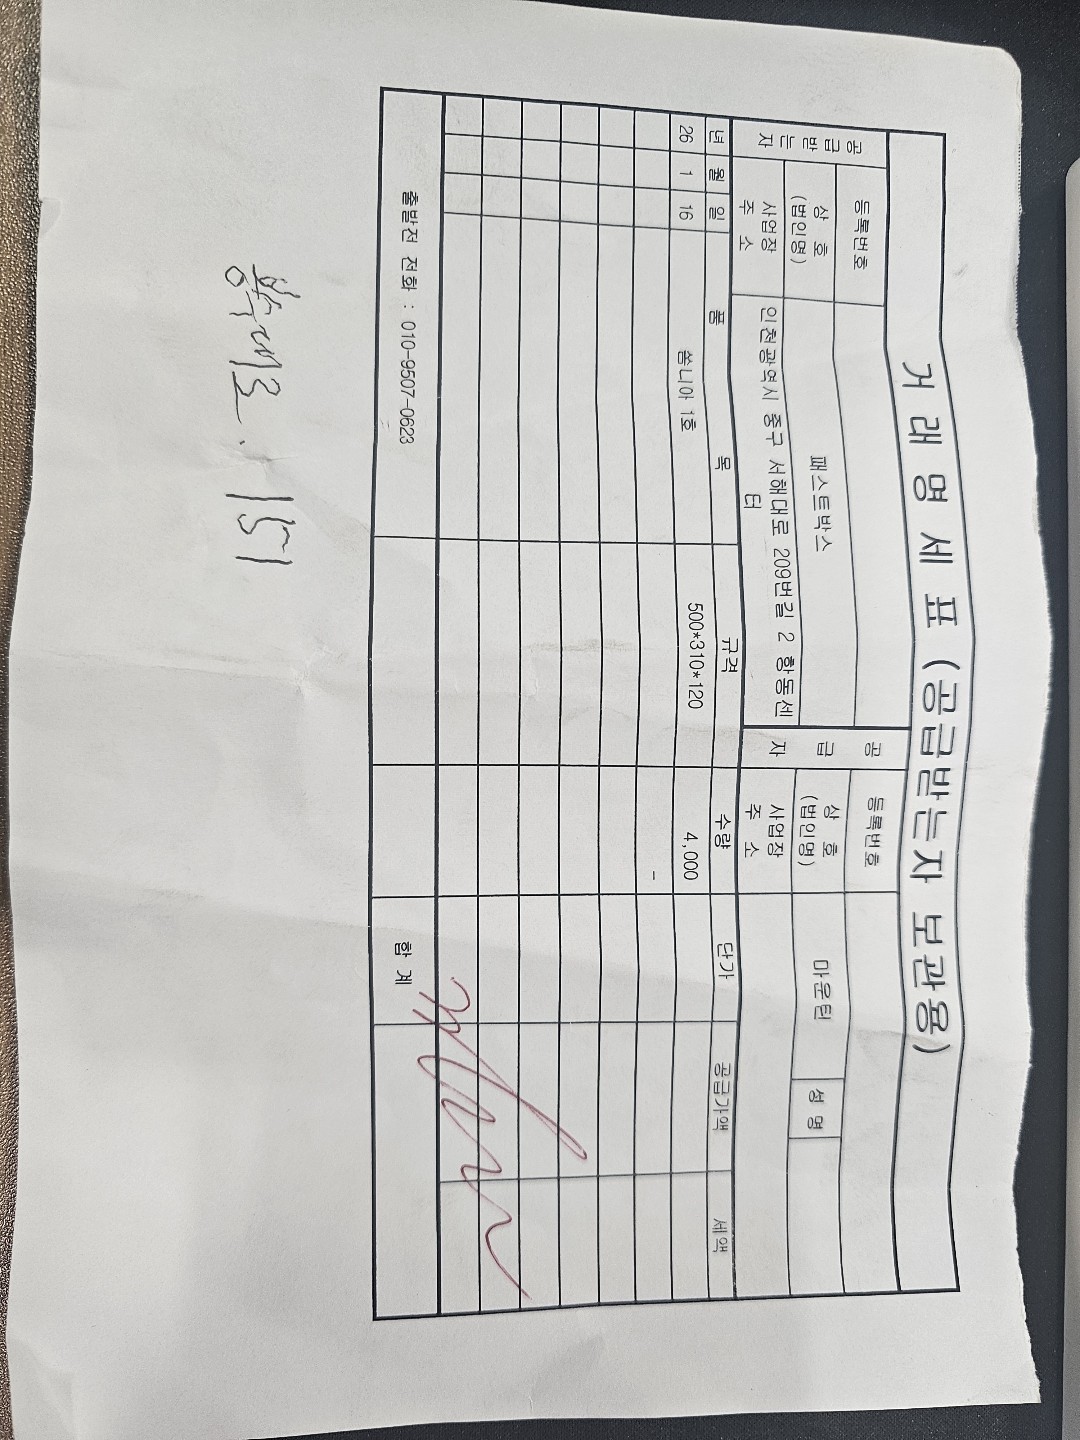 거 래 명 세 표 (공급받는자 보관용)
공 급 받 는 자
등록번호
상 호 (법인명) 패스트박스
사업장 주 소 인천광역시 중구 서해대로 209번길 2 항동센터
공 급 자
등록번호
상 호 (법인명) 마운틴 성 명
사업장 주 소
년 월 일 품 목 규격 수량 단가 공급가액 세액
26 1 16 쏨니아 1호 500*310*120 4,000
-
출발전 전화 : 010-9507-0623 합 계
151